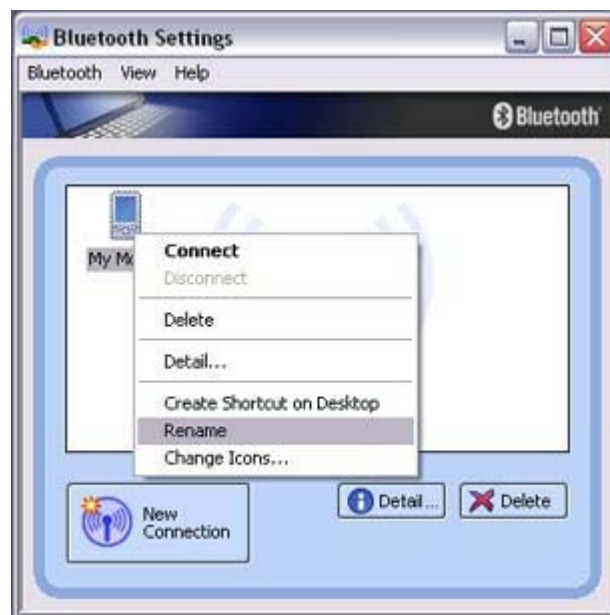 Bluetooth Settings
Bluetooth View Help
Bluetooth
My Mo
Connect
Disconnect
Delete
Detail...
Create Shortcut on Desktop
Rename
Change Icons...
New
Connection
Detail...
Delete